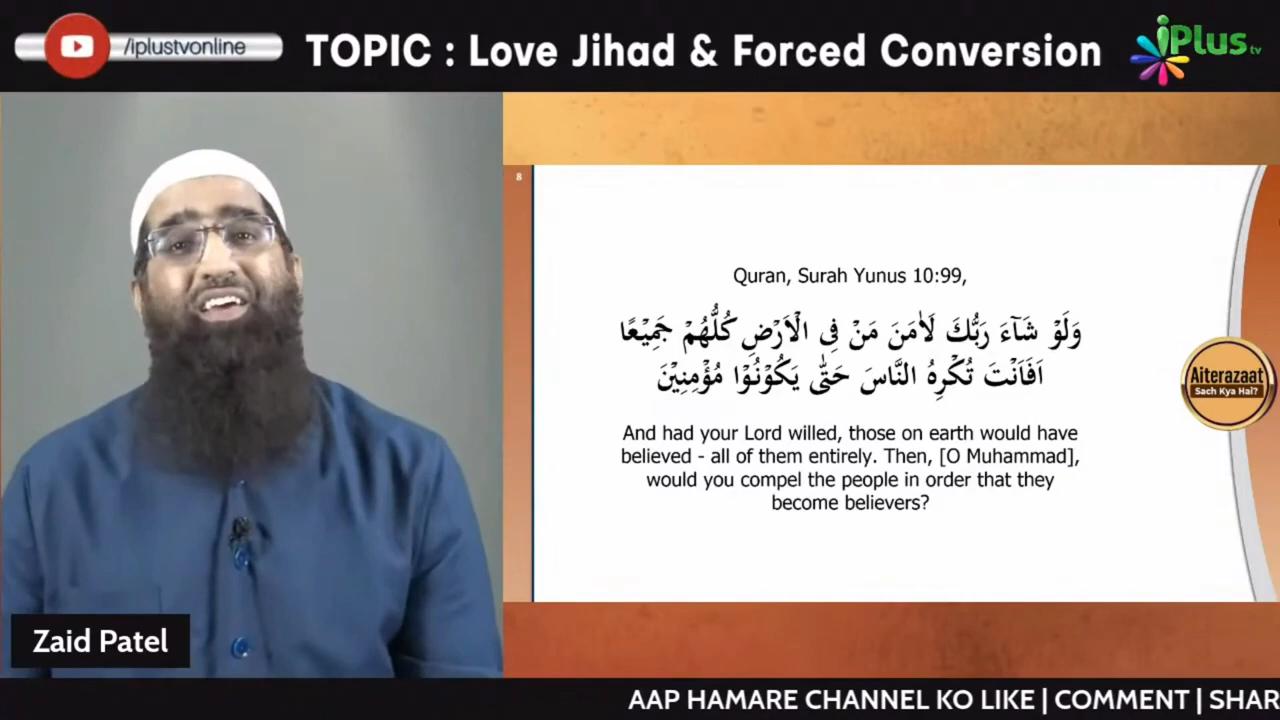 /iplustvonline
TOPIC : Love Jihad & Forced Conversion
iPlus tv
8
Quran, Surah Yunus 10:99,
وَلَوْ شَآءَ رَبُّكَ لَاٰمَنَ مَنْ فِى الْاَرْضِ كُلُّهُمْ جَمِيْعًا
اَفَاَنْتَ تُكْرِهُ النَّاسَ حَتّٰى يَكُوْنُوْا مُؤْمِنِيْنَ
And had your Lord willed, those on earth would have
believed - all of them entirely. Then, [O Muhammad],
would you compel the people in order that they
become believers?
Aiterazaat
Sach Kya Hai?
Zaid Patel
AAP HAMARE CHANNEL KO LIKE | COMMENT | SHAR